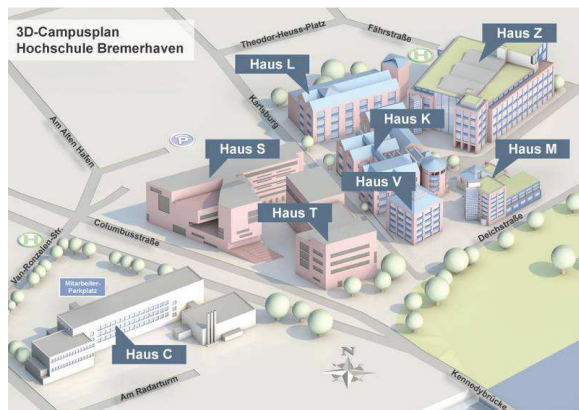 3D-Campusplan
Hochschule Bremerhaven
Theodor-Heuss-Platz
Fährstraße
H
Haus Z
Haus L
Karlsburg
Haus K
Am Alten Hafen
P
Haus S
Haus M
Haus V
Haus T
Deichstraße
Columbusstraße
Van-Ronzelen-Str.
H
Mitarbeiter-
Parkplatz
Haus C
N
Am Radarturm
Kennedybrücke